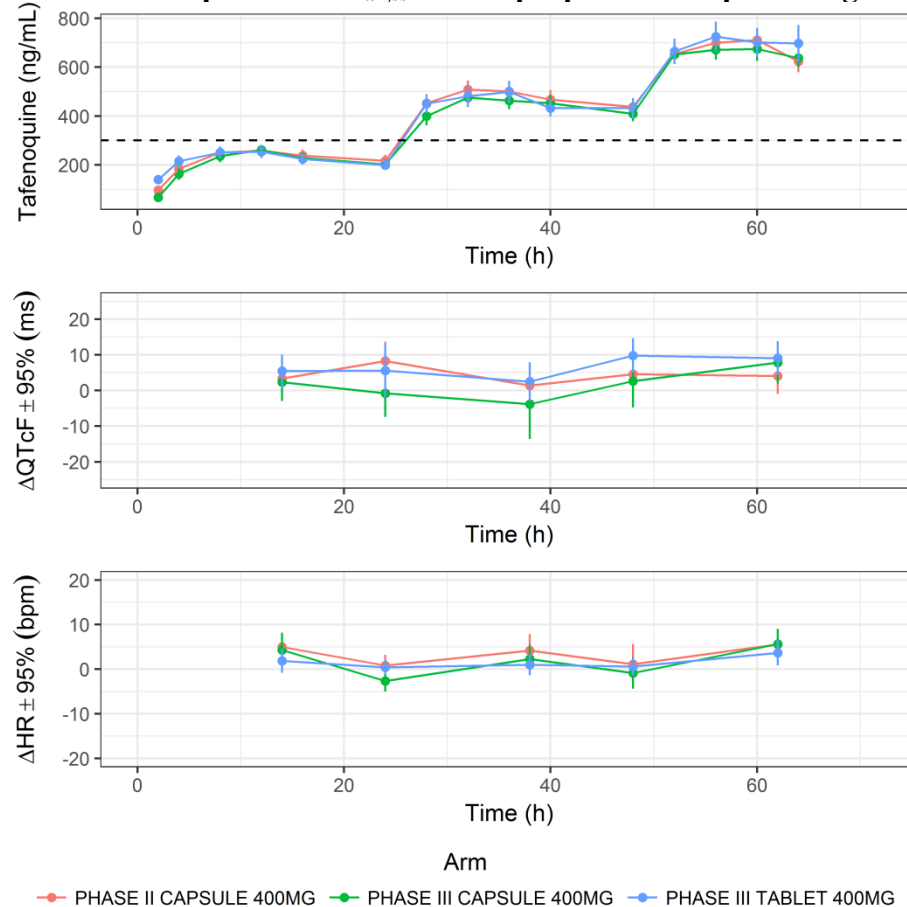 Tafenoquine (ng/mL)
800
600
400
200
0 20 40 60
Time (h)
ΔQTcF ± 95% (ms)
20
10
0
-10
-20
0 20 40 60
Time (h)
ΔHR ± 95% (bpm)
20
10
0
-10
-20
0 20 40 60
Time (h)
Arm
PHASE II CAPSULE 400MG PHASE III CAPSULE 400MG PHASE III TABLET 400MG